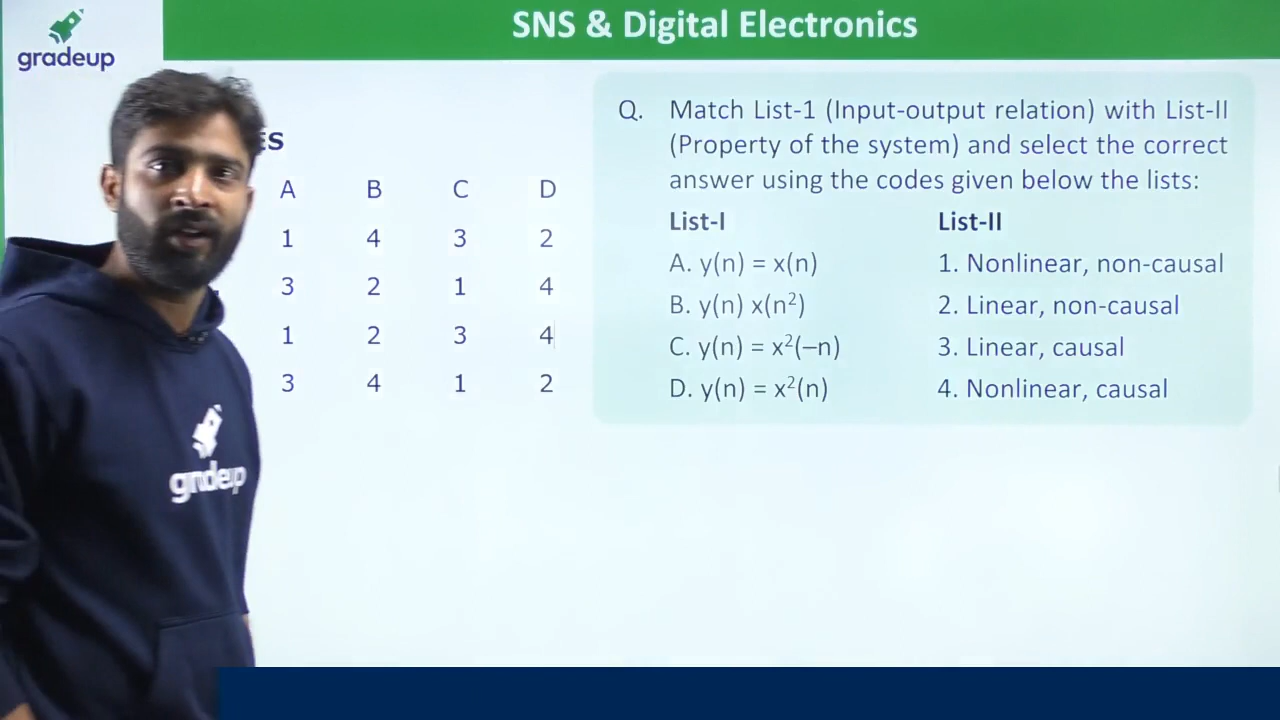 SNS & Digital Electronics
gradeup
ES
A B C D
1 4 3 2
3 2 1 4
1 2 3 4
3 4 1 2
Q. Match List-1 (Input-output relation) with List-II
(Property of the system) and select the correct
answer using the codes given below the lists:
List-I List-II
A. y(n) = x(n) 1. Nonlinear, non-causal
B. y(n) x(n²) 2. Linear, non-causal
C. y(n) = x²(–n) 3. Linear, causal
D. y(n) = x²(n) 4. Nonlinear, causal
gradeup